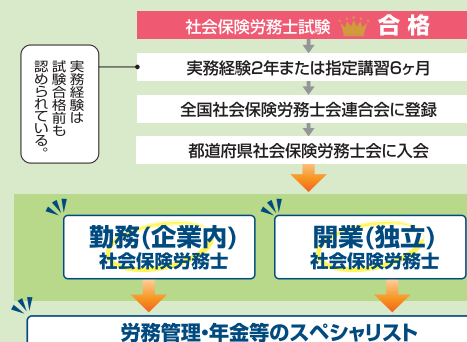 社会保険労務士試験 合格
実務経験2年または指定講習6ヶ月
実務経験は
試験合格前も
認められている。
全国社会保険労務士会連合会に登録
都道府県社会保険労務士会に入会
勤務(企業内)
社会保険労務士
開業(独立)
社会保険労務士
労務管理・年金等のスペシャリスト